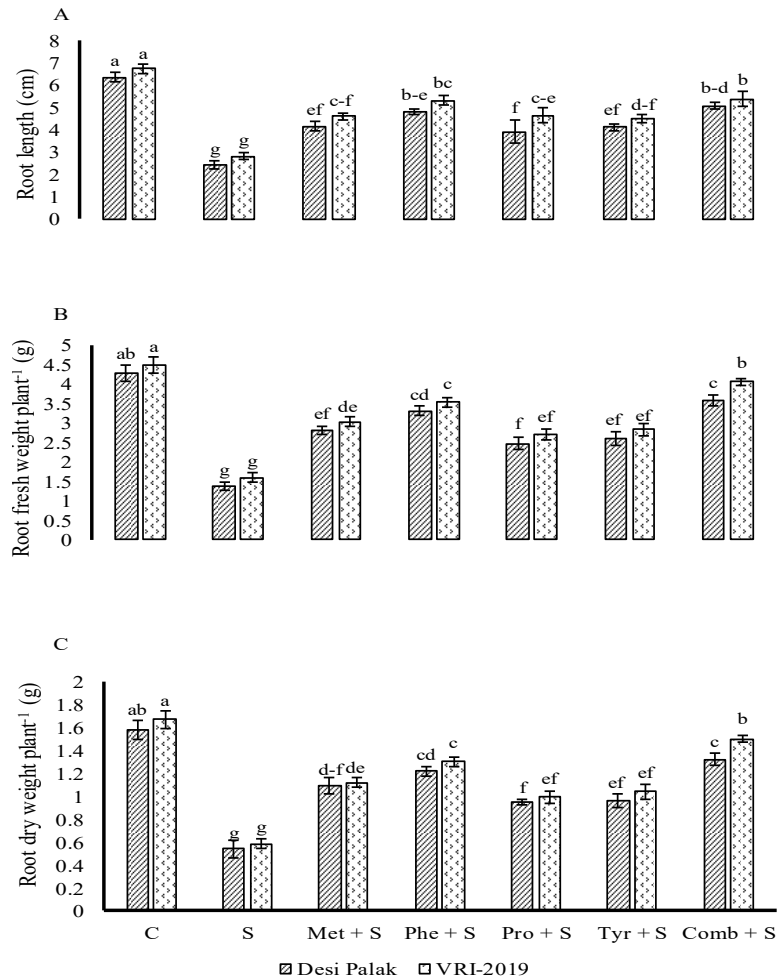 A
Root length (cm)
8
7
6
5
4
3
2
1
0
a a
g g
ef c-f
b-e bc
f c-e
ef d-f
b-d b
B
Root fresh weight plant⁻¹ (g)
5
4.5
4
3.5
3
2.5
2
1.5
1
0.5
0
ab a
g g
ef de
cd c
ef ef
ef ef
c b
C
Root dry weight plant⁻¹ (g)
2
1.8
1.6
1.4
1.2
1
0.8
0.6
0.4
0.2
0
ab a
g g
d-f de
cd c
f ef
ef ef
c b
C S Met + S Phe + S Pro + S Tyr + S Comb + S
Desi Palak VRI-2019